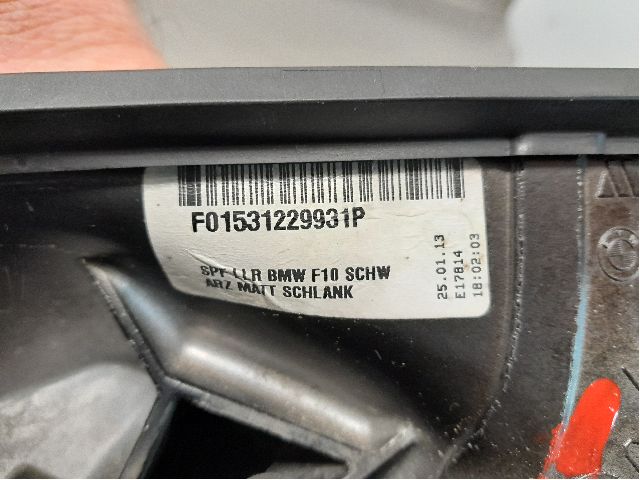 F01531229931P
SPF LLR BMW F10 SCHW
ARZ MATT SCHLANK
25.01.13
E17814
18:02:03